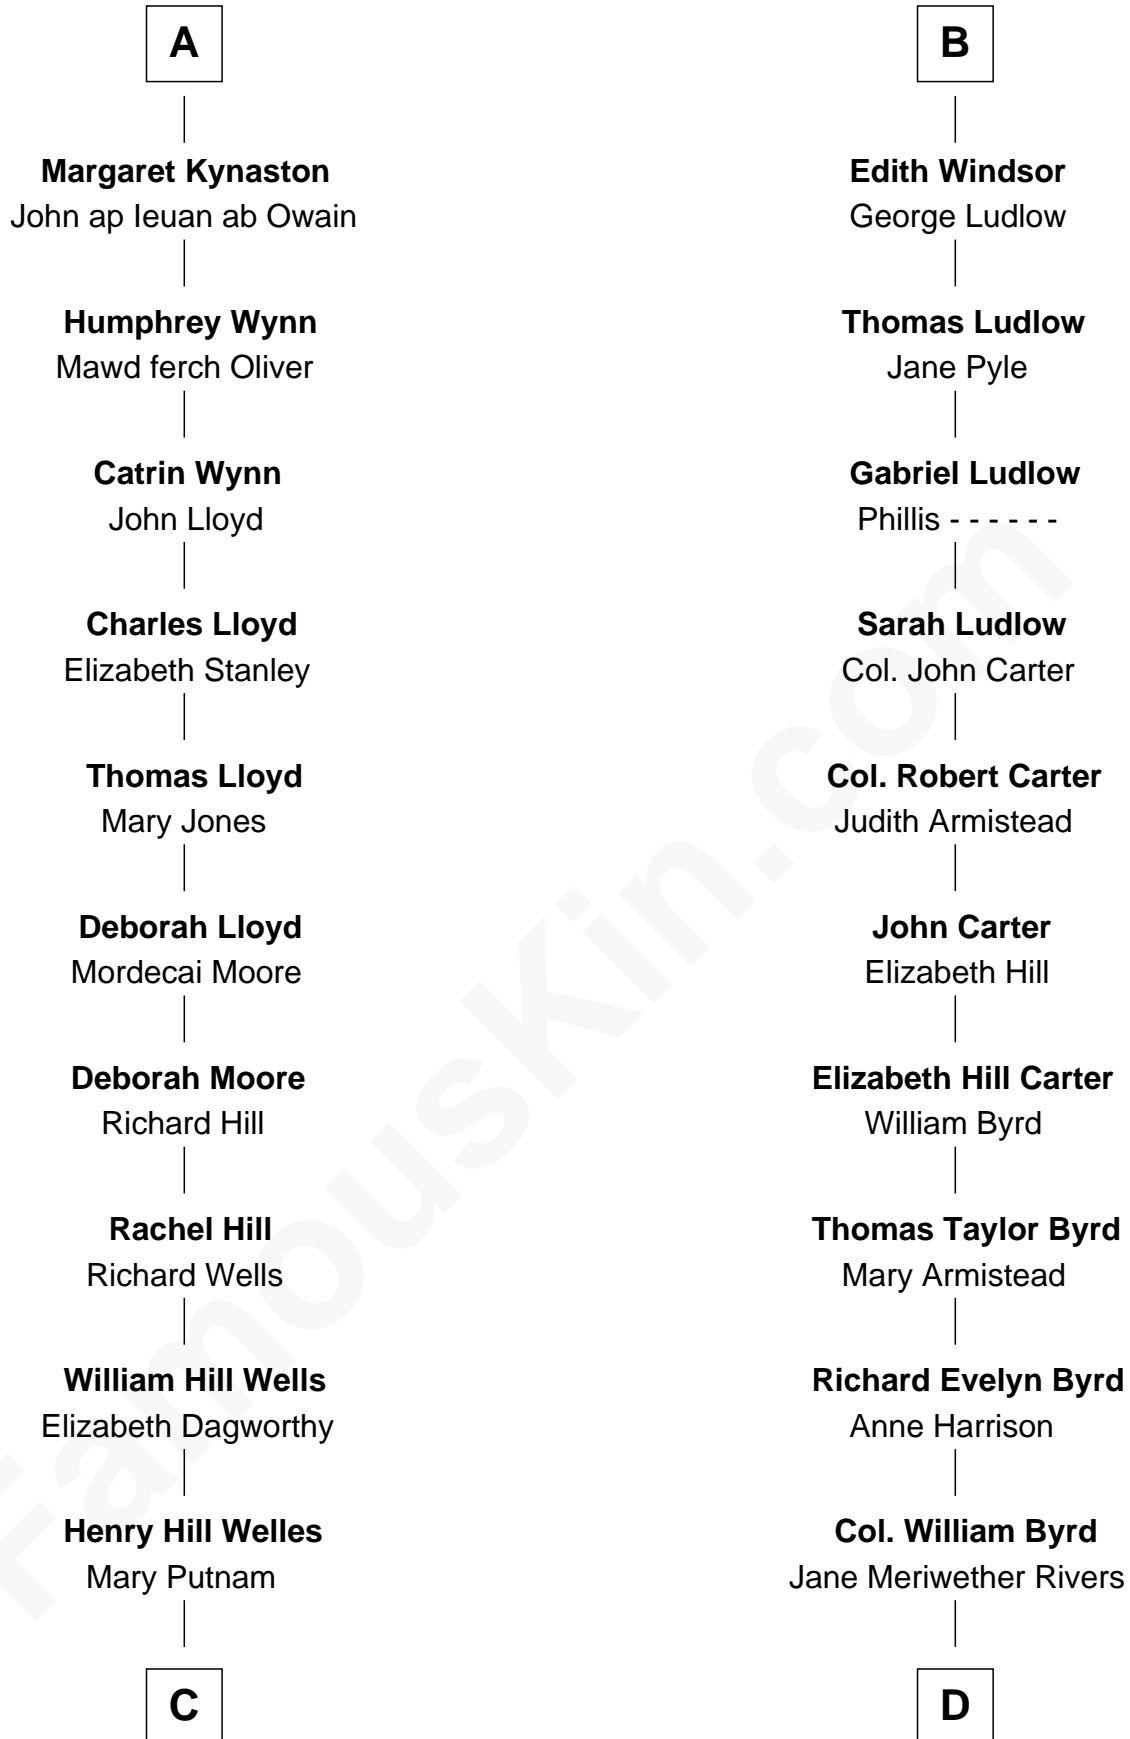 A
Margaret Kynaston
John ap Ieuan ab Owain
Humphrey Wynn
Mawd ferch Oliver
Catrin Wynn
John Lloyd
Charles Lloyd
Elizabeth Stanley
Thomas Lloyd
Mary Jones
Deborah Lloyd
Mordecai Moore
Deborah Moore
Richard Hill
Rachel Hill
Richard Wells
William Hill Wells
Elizabeth Dagworthy
Henry Hill Welles
Mary Putnam
C
B
Edith Windsor
George Ludlow
Thomas Ludlow
Jane Pyle
Gabriel Ludlow
Phillis - - - - - -
Sarah Ludlow
Col. John Carter
Col. Robert Carter
Judith Armistead
John Carter
Elizabeth Hill
Elizabeth Hill Carter
William Byrd
Thomas Taylor Byrd
Mary Armistead
Richard Evelyn Byrd
Anne Harrison
Col. William Byrd
Jane Meriwether Rivers
D
FamousKin.com